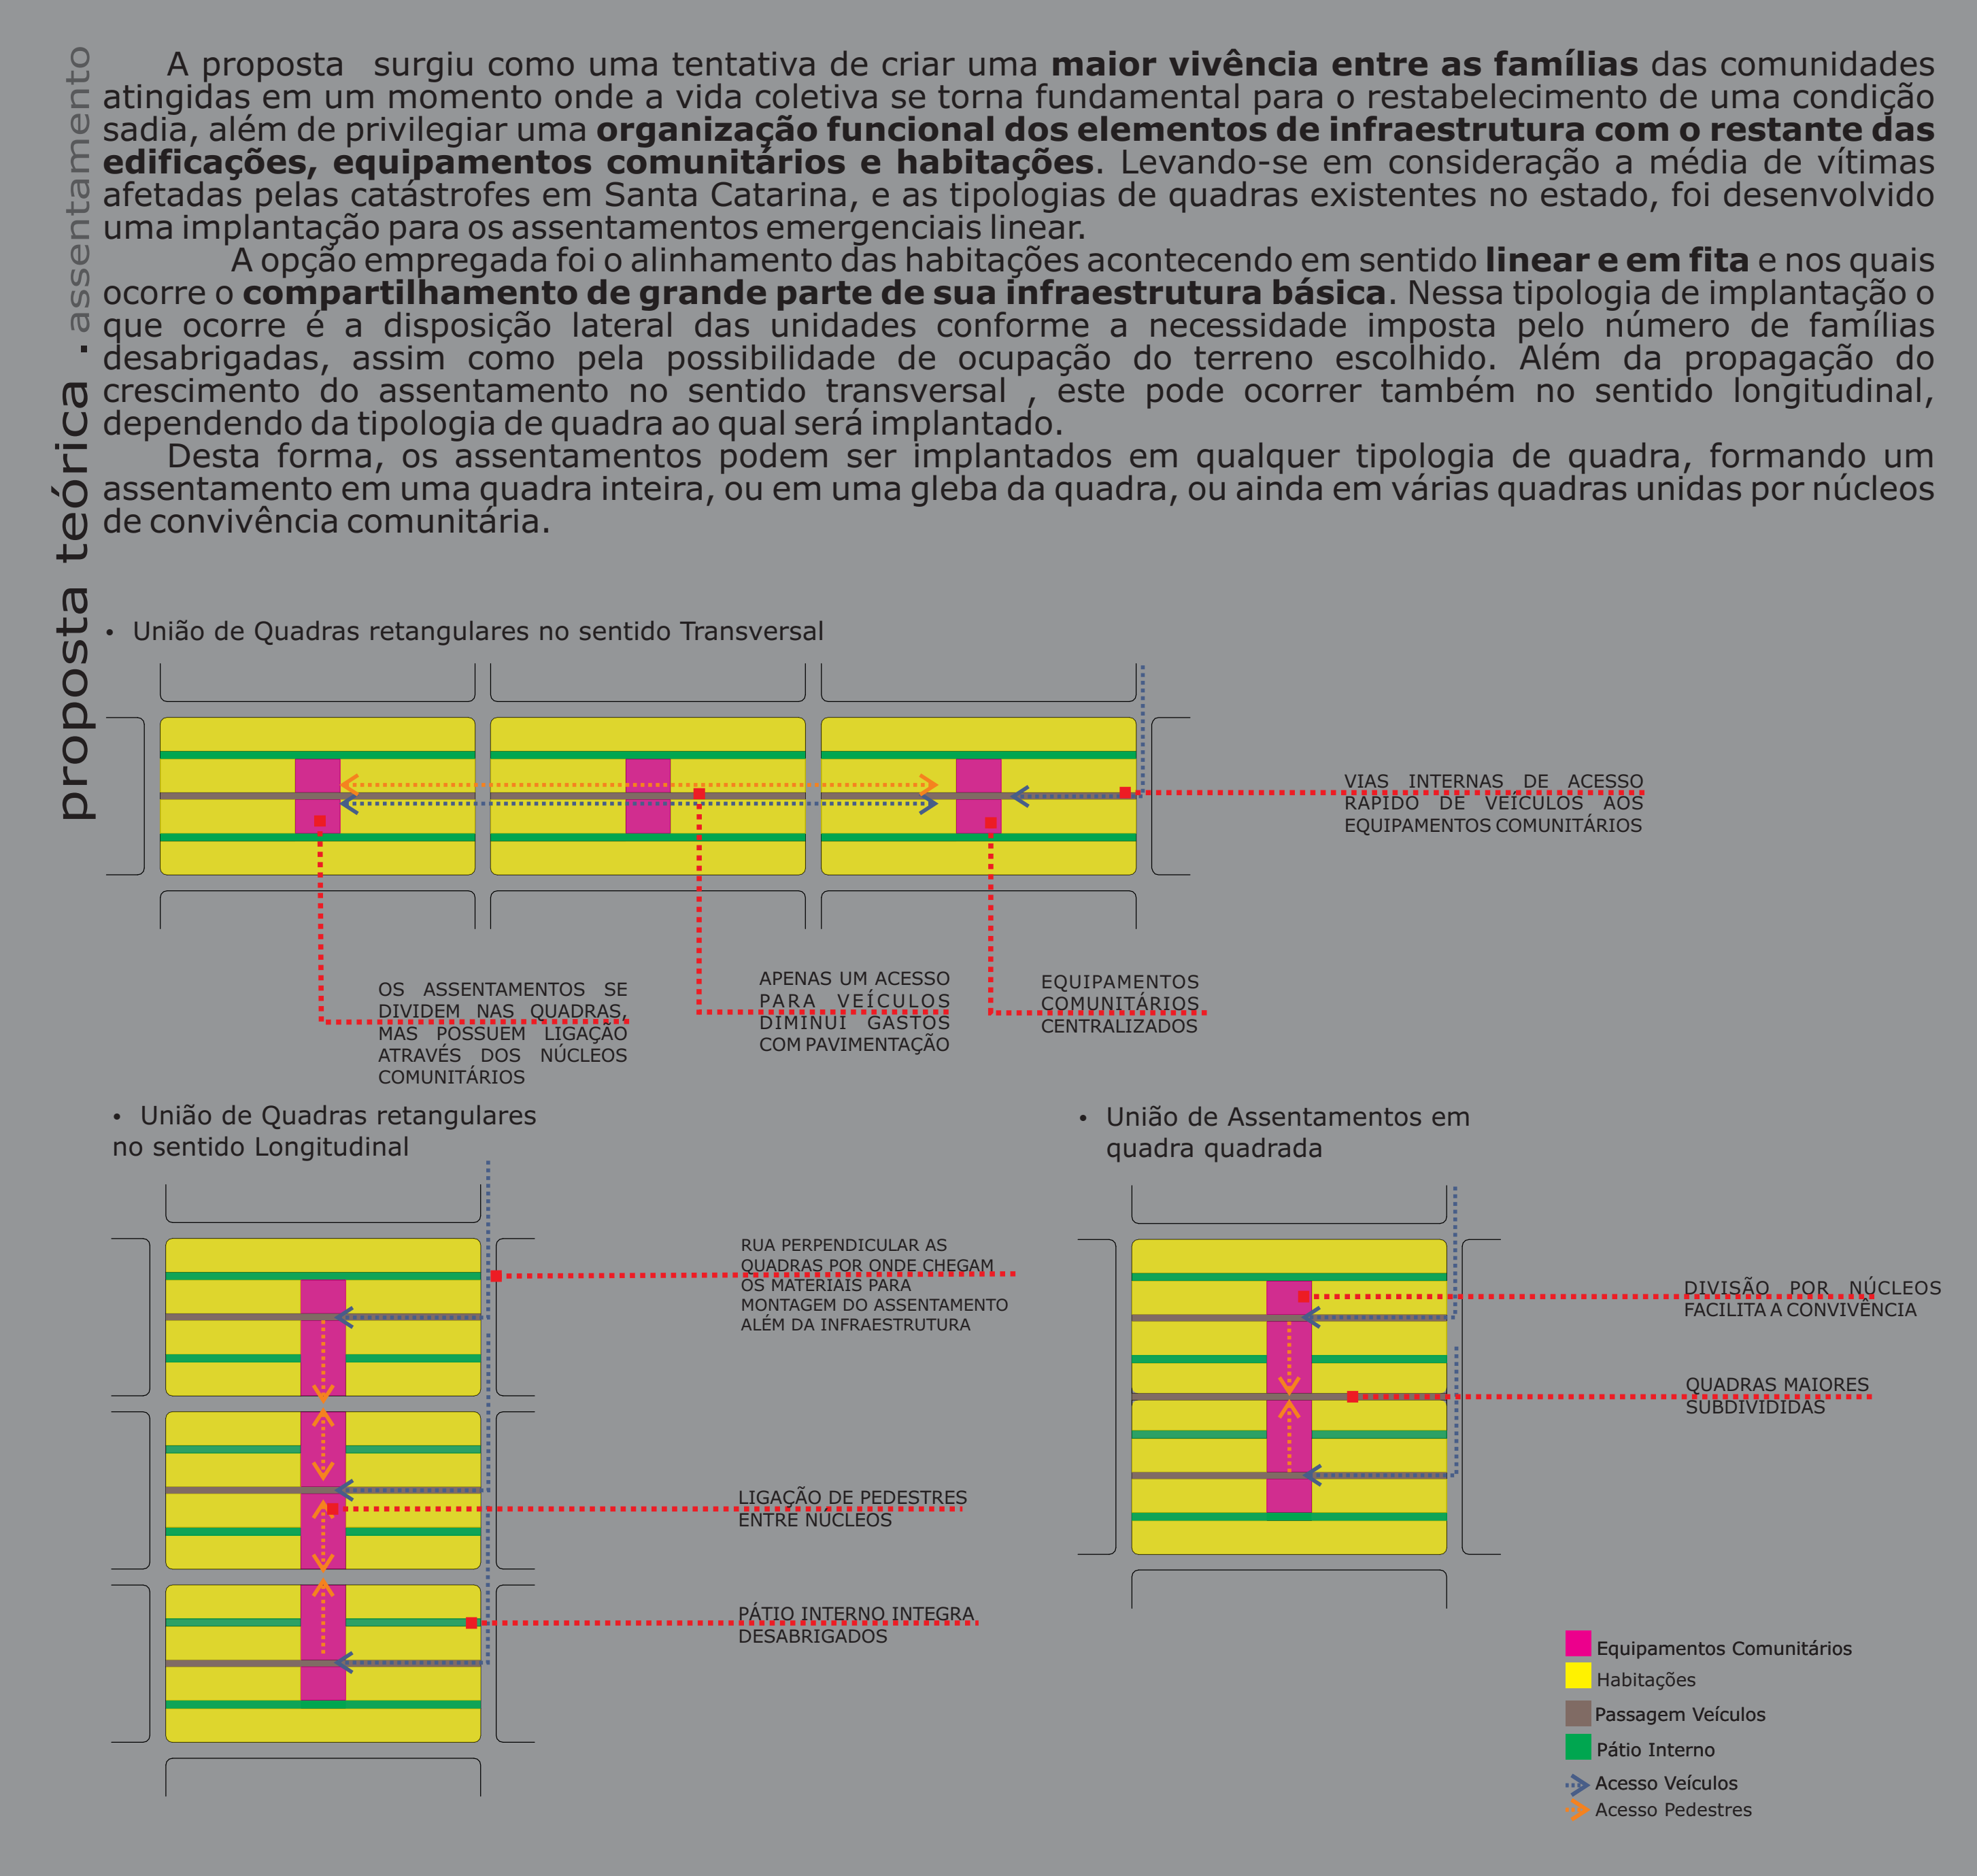 proposta teórica . assentamento
A proposta surgiu como uma tentativa de criar uma maior vivência entre as famílias das comunidades
atingidas em um momento onde a vida coletiva se torna fundamental para o restabelecimento de uma condição
sadia, além de privilegiar uma organização funcional dos elementos de infraestrutura com o restante das
edificações, equipamentos comunitários e habitações. Levando-se em consideração a média de vítimas
afetadas pelas catástrofes em Santa Catarina, e as tipologias de quadras existentes no estado, foi desenvolvido
uma implantação para os assentamentos emergenciais linear.
A opção empregada foi o alinhamento das habitações acontecendo em sentido linear e em fita e nos quais
ocorre o compartilhamento de grande parte de sua infraestrutura básica. Nessa tipologia de implantação o
que ocorre é a disposição lateral das unidades conforme a necessidade imposta pelo número de famílias
desabrigadas, assim como pela possibilidade de ocupação do terreno escolhido. Além da propagação do
crescimento do assentamento no sentido transversal , este pode ocorrer também no sentido longitudinal,
dependendo da tipologia de quadra ao qual será implantado.
Desta forma, os assentamentos podem ser implantados em qualquer tipologia de quadra, formando um
assentamento em uma quadra inteira, ou em uma gleba da quadra, ou ainda em várias quadras unidas por núcleos
de convivência comunitária.
• União de Quadras retangulares no sentido Transversal
VIAS INTERNAS DE ACESSO
RÁPIDO DE VEÍCULOS AOS
EQUIPAMENTOS COMUNITÁRIOS
OS ASSENTAMENTOS SE
DIVIDEM NAS QUADRAS,
MAS POSSUEM LIGAÇÃO
ATRAVÉS DOS NÚCLEOS
COMUNITÁRIOS
APENAS UM ACESSO
PARA VEÍCULOS
DIMINUI GASTOS
COM PAVIMENTAÇÃO
EQUIPAMENTOS
COMUNITÁRIOS
CENTRALIZADOS
• União de Quadras retangulares
no sentido Longitudinal
RUA PERPENDICULAR AS
QUADRAS POR ONDE CHEGAM
OS MATERIAIS PARA
MONTAGEM DO ASSENTAMENTO
ALÉM DA INFRAESTRUTURA
LIGAÇÃO DE PEDESTRES
ENTRE NÚCLEOS
PÁTIO INTERNO INTEGRA
DESABRIGADOS
• União de Assentamentos em
quadra quadrada
DIVISÃO POR NÚCLEOS
FACILITA A CONVIVÊNCIA
QUADRAS MAIORES
SUBDIVIDIDAS
Equipamentos Comunitários
Habitações
Passagem Veículos
Pátio Interno
Acesso Veículos
Acesso Pedestres